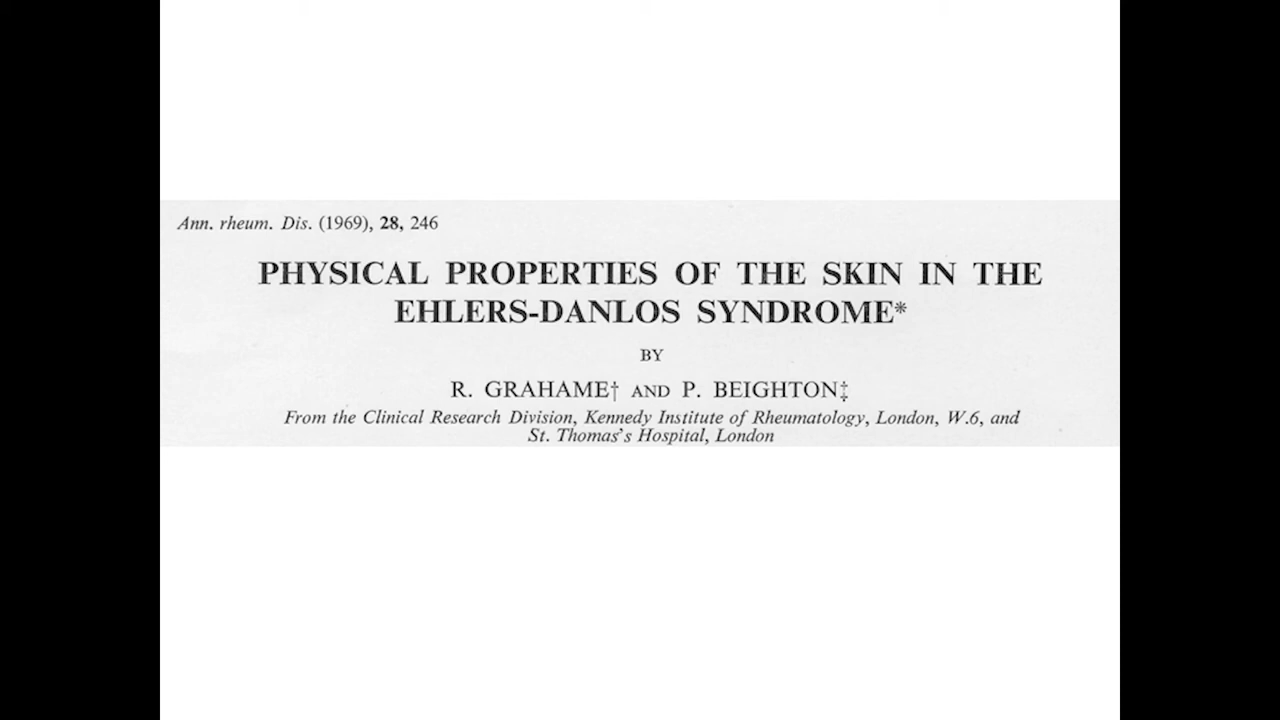 Ann. rheum. Dis. (1969), 28, 246
PHYSICAL PROPERTIES OF THE SKIN IN THE
EHLERS-DANLOS SYNDROME*
BY
R. GRAHAME† AND P. BEIGHTON‡
From the Clinical Research Division, Kennedy Institute of Rheumatology, London, W.6, and
St. Thomas's Hospital, London